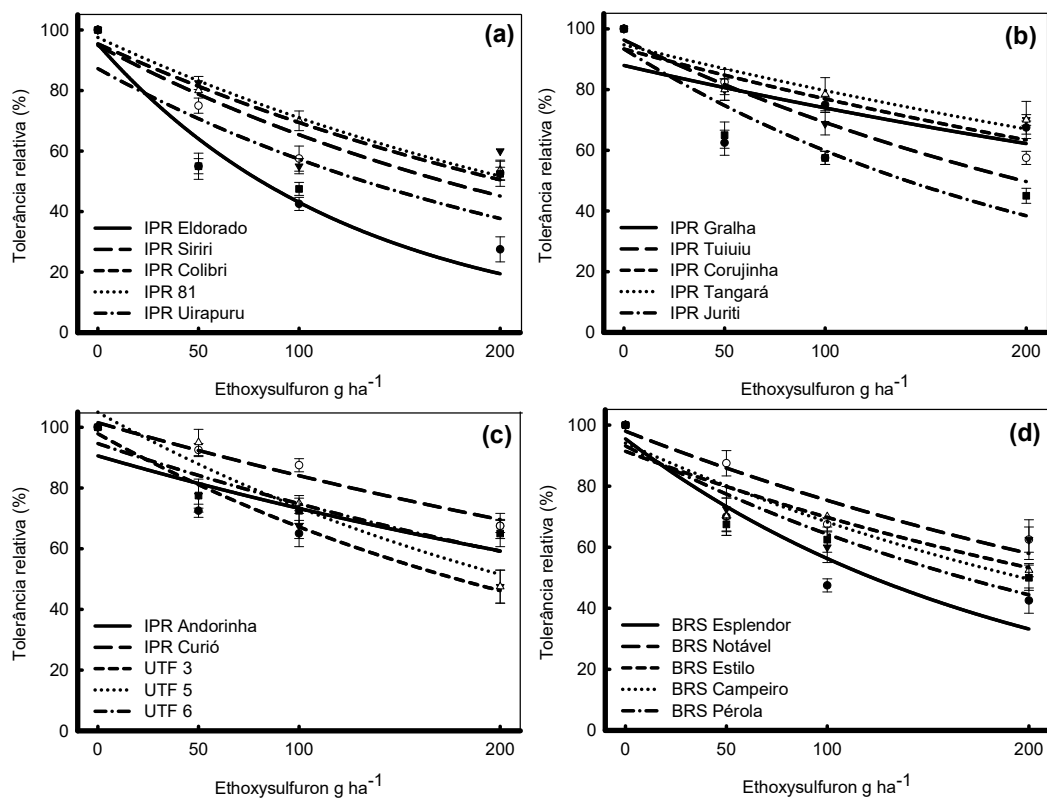 (a)
Tolerância relativa (%)
100
80
60
40
20
0
IPR Eldorado
IPR Siriri
IPR Colibri
IPR 81
IPR Uirapuru
0 50 100 200
Ethoxysulfuron g ha⁻¹
(b)
Tolerância relativa (%)
100
80
60
40
20
0
IPR Gralha
IPR Tuiuiu
IPR Corujinha
IPR Tangará
IPR Juriti
0 50 100 200
Ethoxysulfuron g ha⁻¹
(c)
Tolerância relativa (%)
100
80
60
40
20
0
IPR Andorinha
IPR Curió
UTF 3
UTF 5
UTF 6
0 50 100 200
Ethoxysulfuron g ha⁻¹
(d)
Tolerância relativa (%)
100
80
60
40
20
0
BRS Esplendor
BRS Notável
BRS Estilo
BRS Campeiro
BRS Pérola
0 50 100 200
Ethoxysulfuron g ha⁻¹